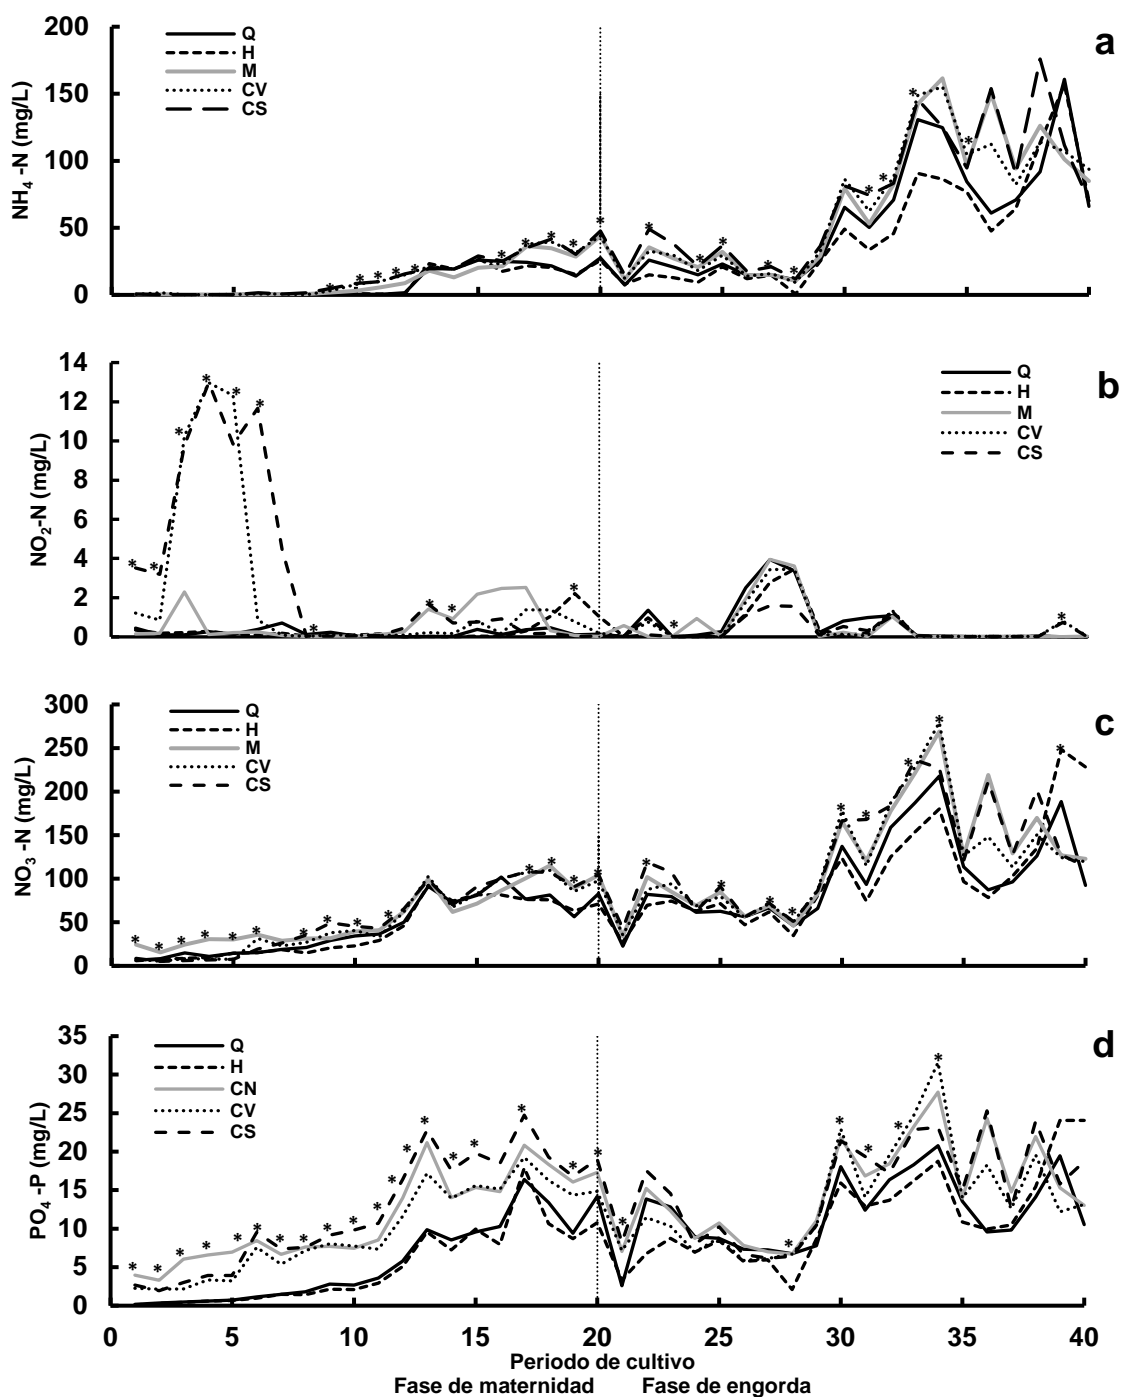 200
150
100
50
0
NH4 -N (mg/L)
Q
H
M
CV
CS
a
* * * * * * * * * * * * * * * * * * * * *
14
12
10
8
6
4
2
0
NO2-N (mg/L)
Q
H
M
CV
CS
b
300
250
200
150
100
50
0
NO3 -N (mg/L)
Q
H
M
CV
CS
c
35
30
25
20
15
10
5
0
PO4 -P (mg/L)
Q
H
CN
CV
CS
d
0 5 10 15 20 25 30 35 40
Periodo de cultivo
Fase de maternidad Fase de engorda